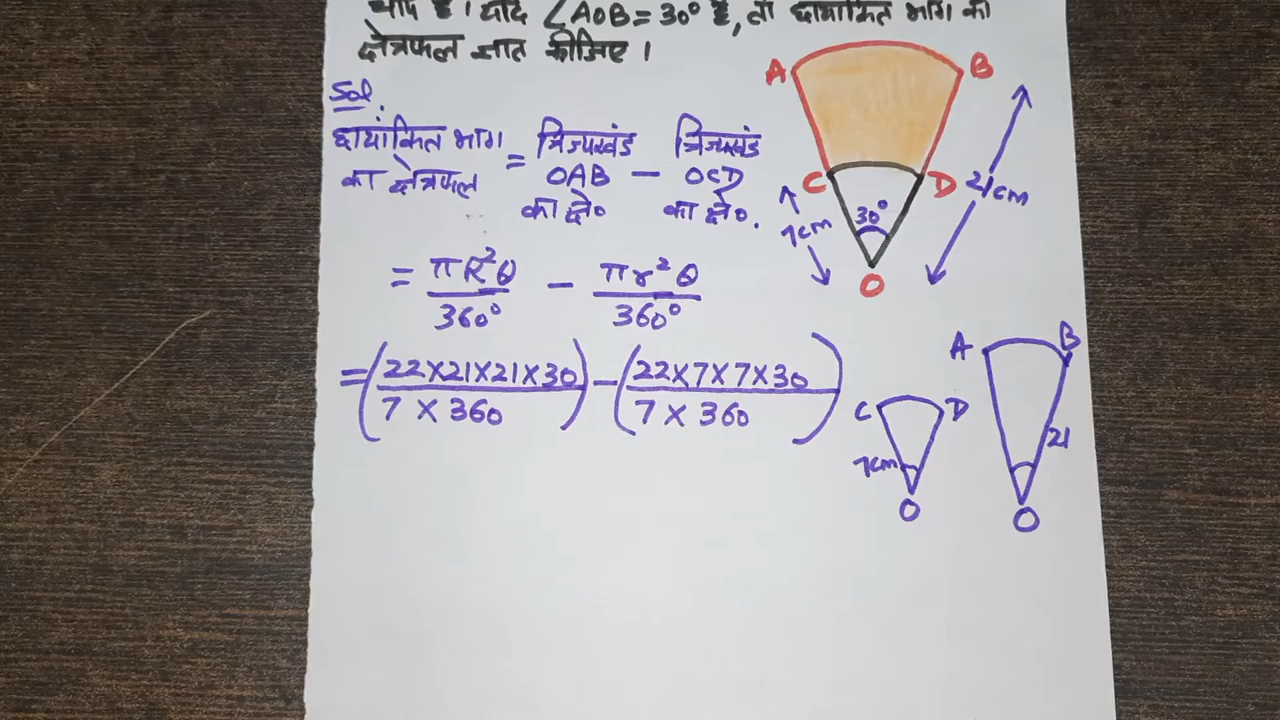 चाप है। यदि ∠AOB = 30° है, तो छायांकित भाग का
क्षेत्रफल ज्ञात कीजिए।
Sol.
छायांकित भाग का क्षेत्रफल = त्रिज्यखंड OAB का क्षे० − त्रिज्यखंड OCD का क्षे०.
= πR²θ/360° − πr²θ/360°
= (22×21×21×30 / 7×360) − (22×7×7×30 / 7×360)
A
B
C
D
21cm
7cm
30°
O
A
B
C
D
7cm
21
O
O